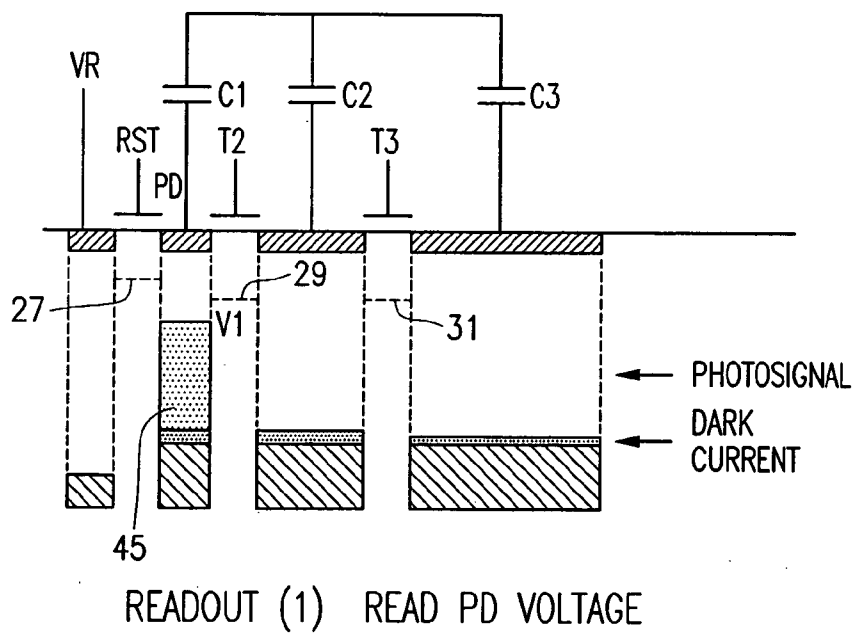 VR
C1
C2
C3
RST
PD
T2
T3
27
29
V1
31
PHOTOSIGNAL
DARK
CURRENT
45
READOUT (1) READ PD VOLTAGE